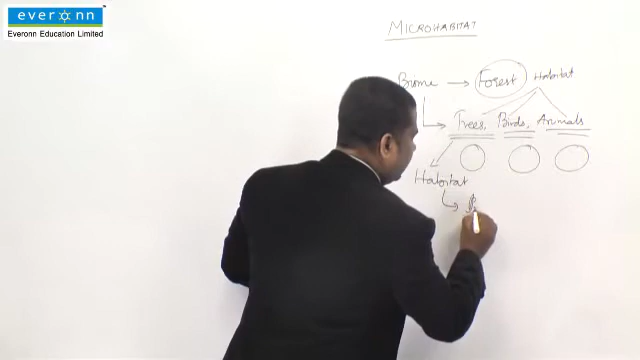 everonn
Everonn Education Limited
MICROHABITAT
Biome → Forest Habitat
Trees, Birds, Animals
Habitat